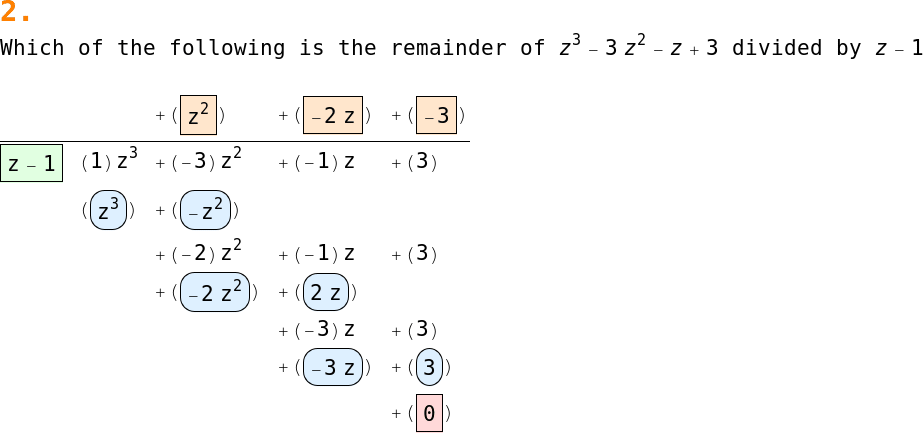 2.
Which of the following is the remainder of z³ − 3 z² − z + 3 divided by z − 1
+ ( z² ) + ( −2 z ) + ( −3 )
z − 1 (1) z³ + (−3) z² + (−1) z + (3)
( z³ ) + ( −z² )
+ (−2) z² + (−1) z + (3)
+ ( −2 z² ) + ( 2 z )
+ (−3) z + (3)
+ ( −3 z ) + ( 3 )
+ ( 0 )